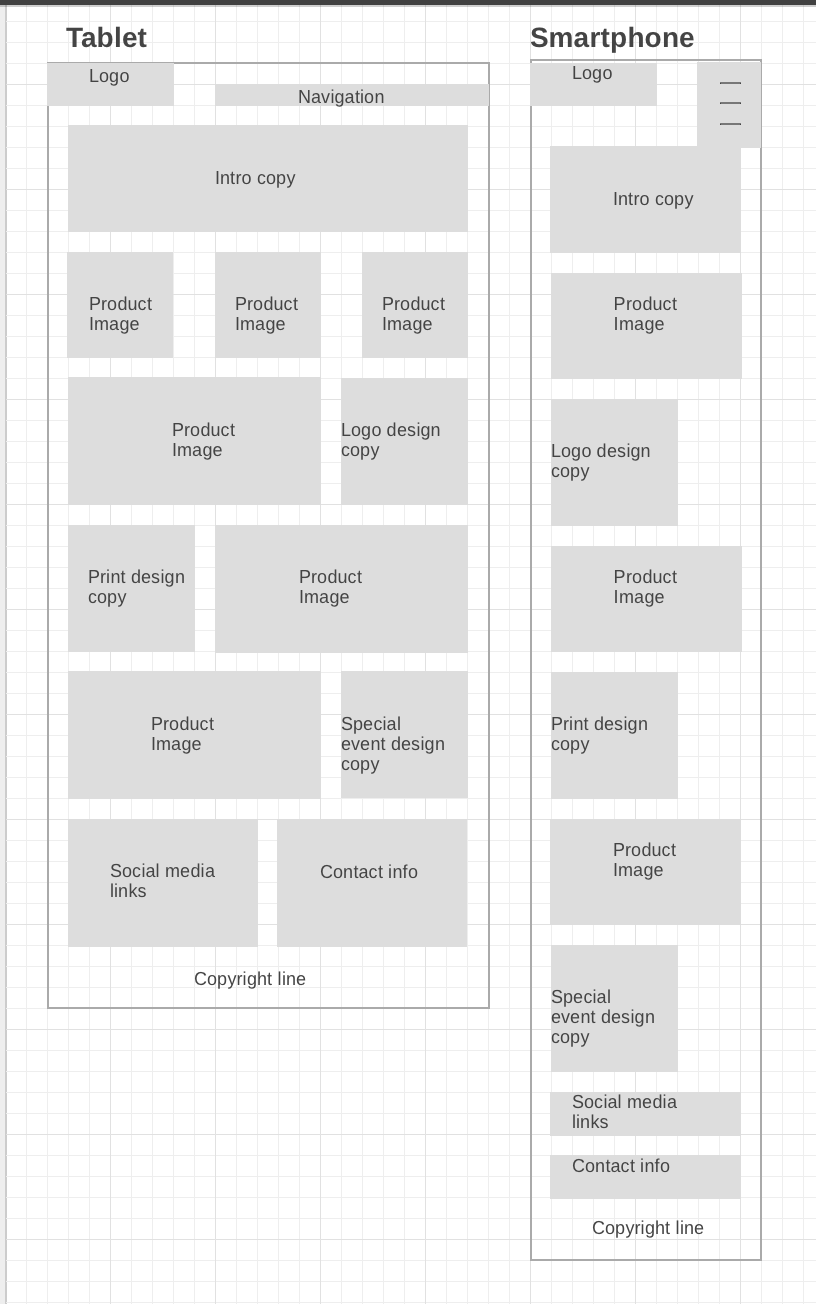 Tablet
Logo
Navigation
Intro copy
Product
Image
Product
Image
Product
Image
Product
Image
Logo design
copy
Print design
copy
Product
Image
Product
Image
Special
event design
copy
Social media
links
Contact info
Copyright line
Smartphone
Logo
Intro copy
Product
Image
Logo design
copy
Product
Image
Print design
copy
Product
Image
Special
event design
copy
Social media
links
Contact info
Copyright line